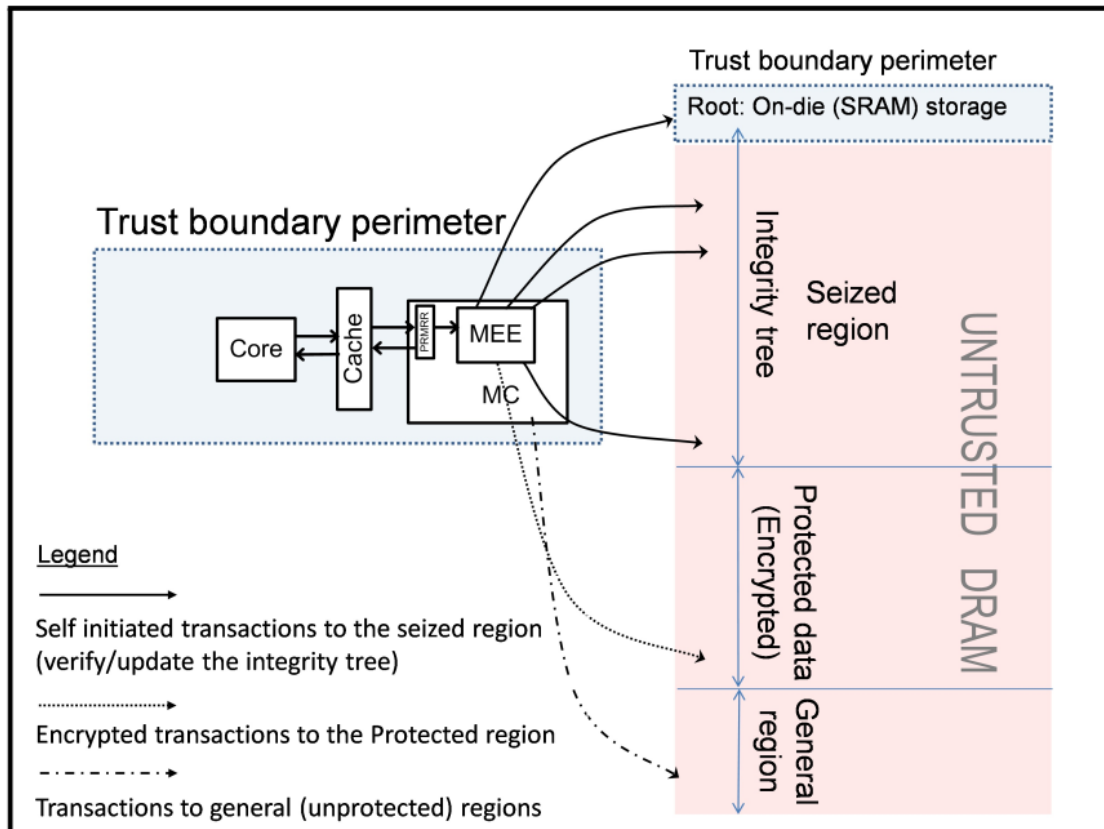 Trust boundary perimeter
Root: On-die (SRAM) storage
Trust boundary perimeter
Core
Cache
PRMRR
MEE
MC
Integrity tree
Seized
region
Protected data
(Encrypted)
General
region
UNTRUSTED DRAM
Legend
Self initiated transactions to the seized region
(verify/update the integrity tree)
Encrypted transactions to the Protected region
Transactions to general (unprotected) regions